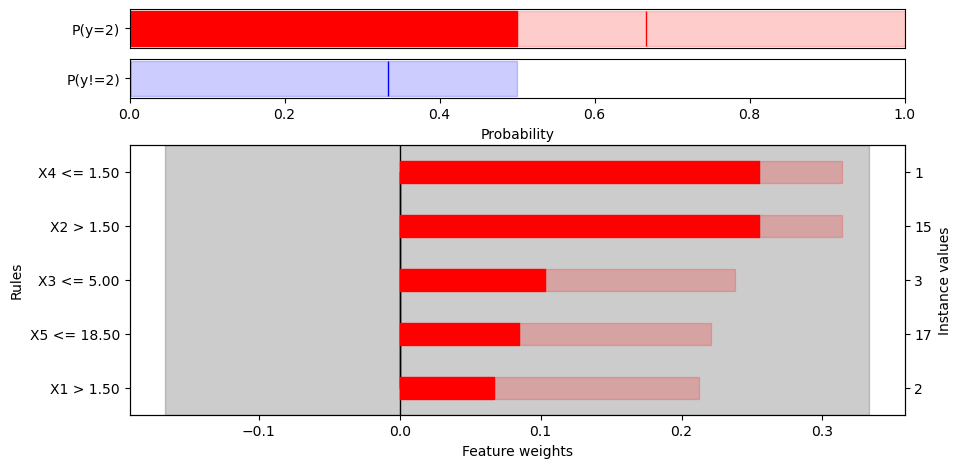 P(y=2)
P(y!=2)
0.0 0.2 0.4 0.6 0.8 1.0
Probability
X4 <= 1.50 1
X2 > 1.50 15
X3 <= 5.00 3
X5 <= 18.50 17
X1 > 1.50 2
Rules
Instance values
−0.1 0.0 0.1 0.2 0.3
Feature weights